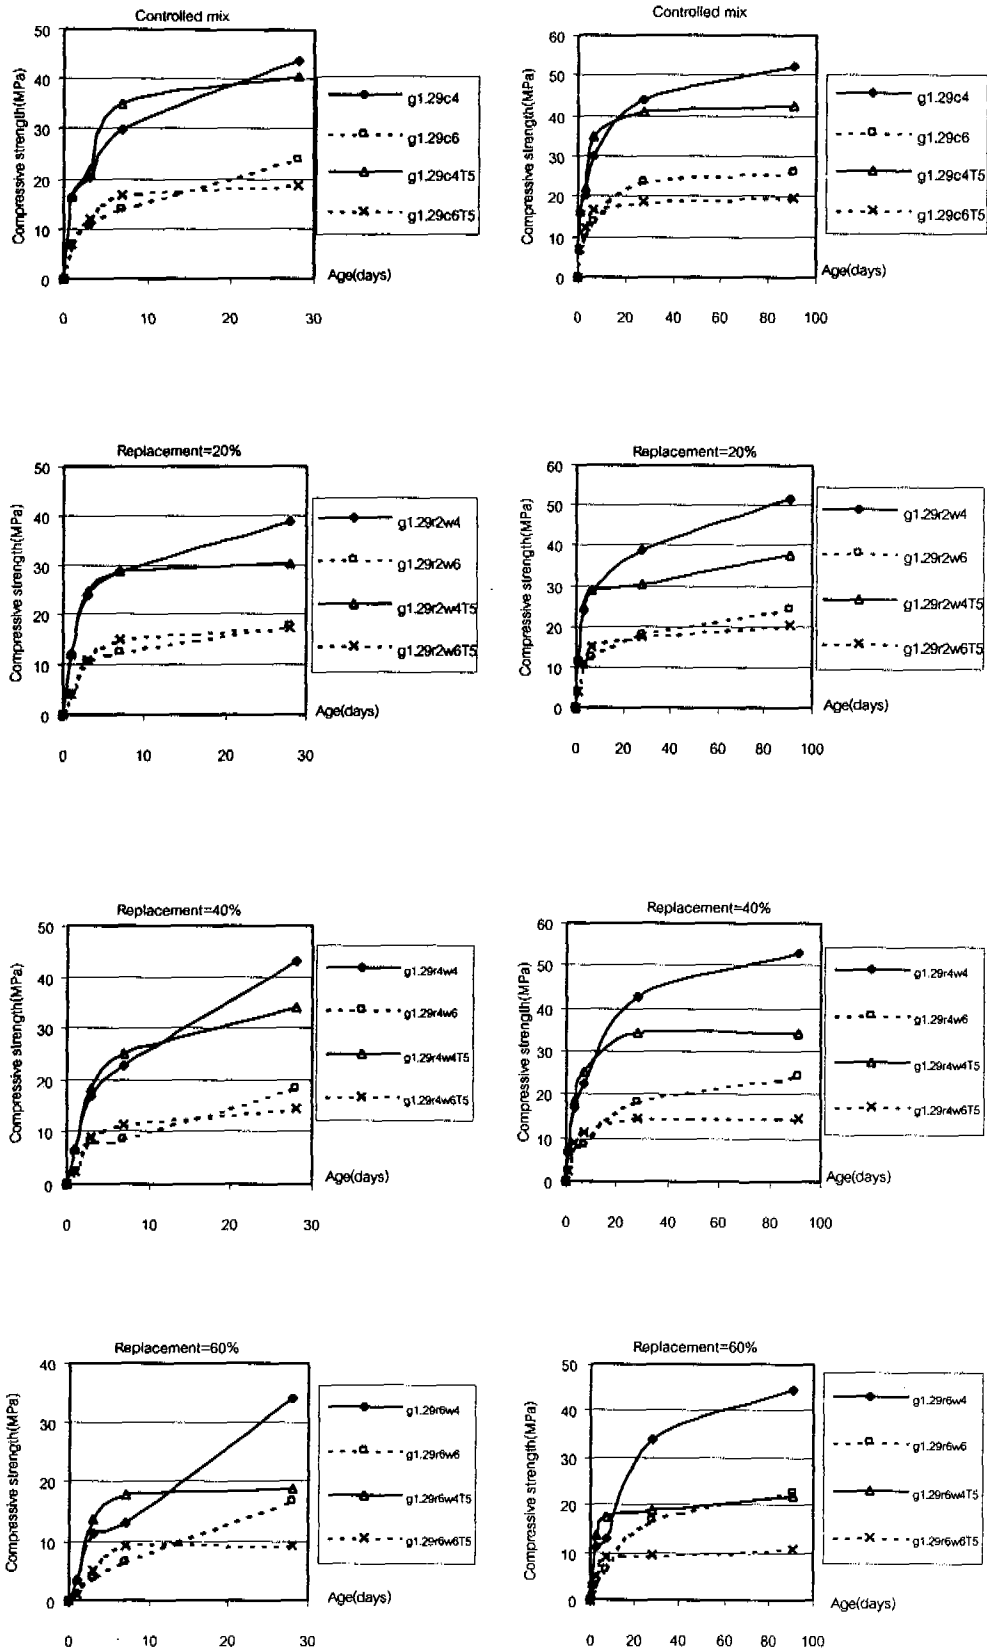 Controlled mix
Compressive strength(MPa)
50
40
30
20
10
0
0 10 20 30
Age(days)
g1.29c4
g1.29c6
g1.29c4T5
g1.29c6T5
Controlled mix
Compressive strength(MPa)
60
50
40
30
20
10
0
0 20 40 60 80 100
Age(days)
g1.29c4
g1.29c6
g1.29c4T5
g1.29c6T5
Replacement=20%
Compressive strength(MPa)
50
40
30
20
10
0
0 10 20 30
Age(days)
g1.29r2w4
g1.29r2w6
g1.29r2w4T5
g1.29r2w6T5
Replacement=20%
Compressive strength(MPa)
60
50
40
30
20
10
0
0 20 40 60 80 100
Age(days)
g1.29r2w4
g1.29r2w6
g1.29r2w4T5
g1.29r2w6T5
Replacement=40%
Compressive strength(MPa)
50
40
30
20
10
0
0 10 20 30
Age(days)
g1.29r4w4
g1.29r4w6
g1.29r4w4T5
g1.29r4w6T5
Replacement=40%
Compressive strength(MPa)
60
50
40
30
20
10
0
0 20 40 60 80 100
Age(days)
g1.29r4w4
g1.29r4w6
g1.29r4w4T5
g1.29r4w6T5
Replacement=60%
Compressive strength(MPa)
40
30
20
10
0
0 10 20 30
Age(days)
g1.29r6w4
g1.29r6w6
g1.29r6w4T5
g1.29r6w6T5
Replacement=60%
Compressive strength(MPa)
50
40
30
20
10
0
0 20 40 60 80 100
Age(days)
g1.29r6w4
g1.29r6w6
g1.29r6w4T5
g1.29r6w6T5